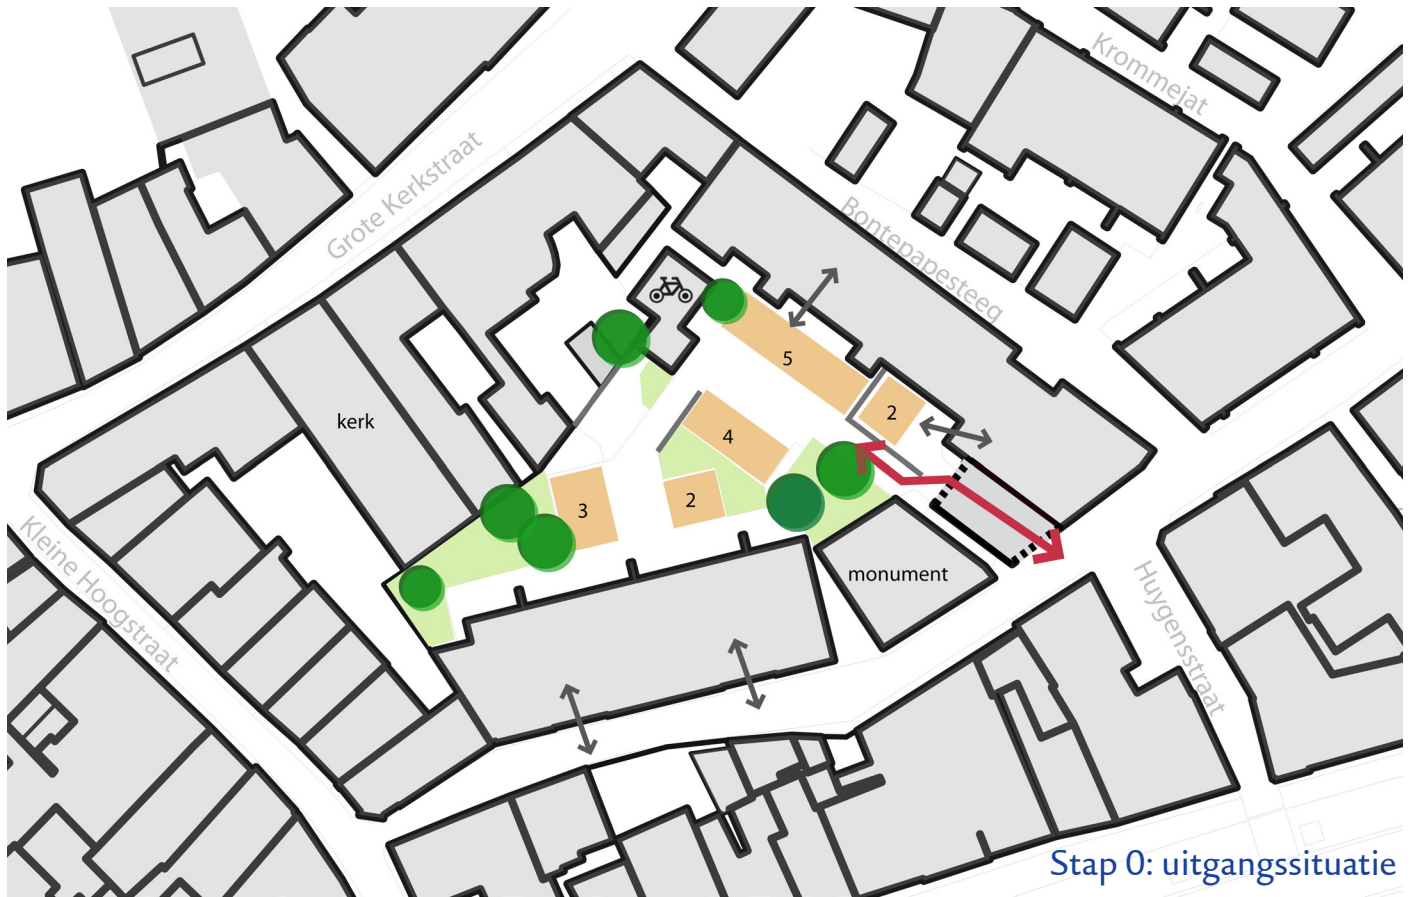 Krommejat
Grote Kerkstraat
Bontepapesteeg
5
2
kerk
4
3
2
monument
Kleine Hoogstraat
Huygensstraat
Stap 0: uitgangssituatie